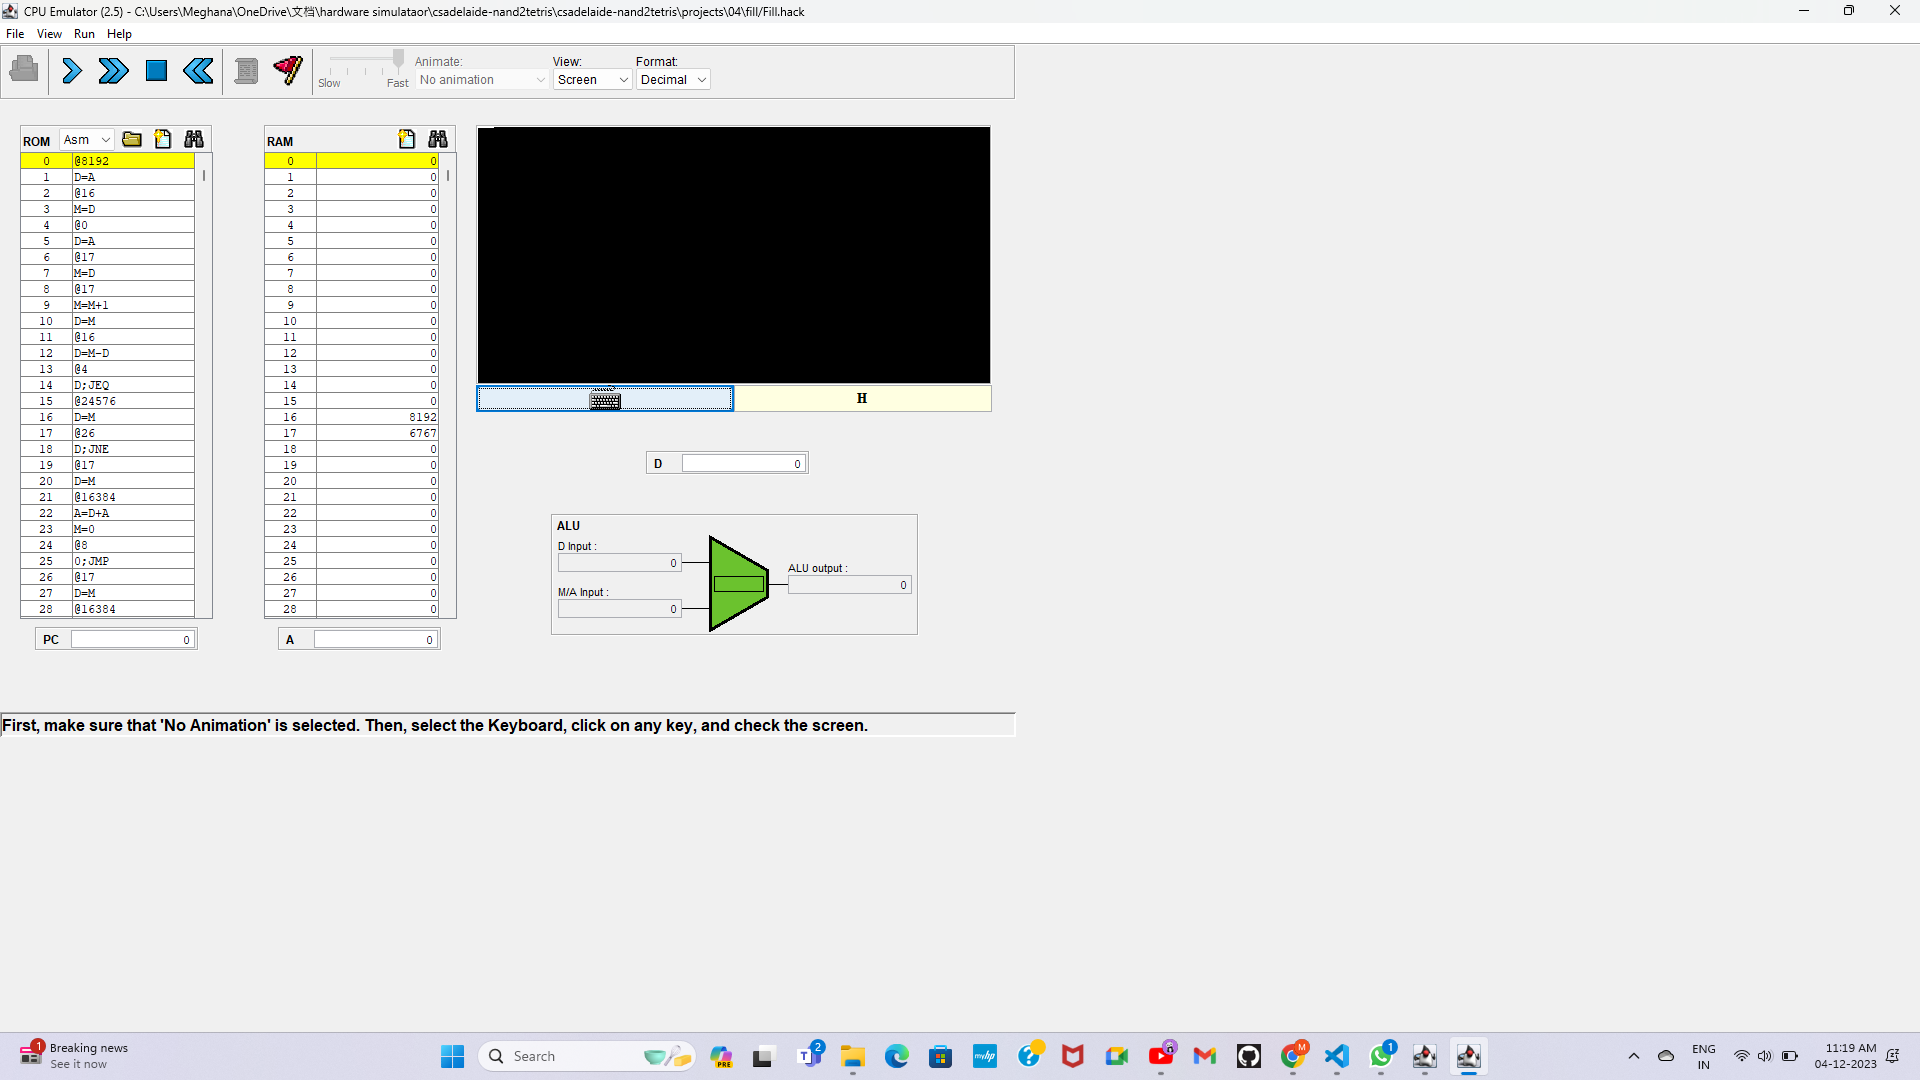 CPU Emulator (2.5) - C:\Users\Meghana\OneDrive\文档\hardware simulataor\csadelaide-nand2tetris\csadelaide-nand2tetris\projects\04\fill/Fill.hack
File View Run Help
Animate: View: Format:
Slow Fast No animation Screen Decimal
ROM Asm
0 @8192
1 D=A
2 @16
3 M=D
4 @0
5 D=A
6 @17
7 M=D
8 @17
9 M=M+1
10 D=M
11 @16
12 D=M-D
13 @4
14 D;JEQ
15 @24576
16 D=M
17 @26
18 D;JNE
19 @17
20 D=M
21 @16384
22 A=D+A
23 M=0
24 @8
25 0;JMP
26 @17
27 D=M
28 @16384
PC 0
RAM
0 0
1 0
2 0
3 0
4 0
5 0
6 0
7 0
8 0
9 0
10 0
11 0
12 0
13 0
14 0
15 0
16 8192
17 6767
18 0
19 0
20 0
21 0
22 0
23 0
24 0
25 0
26 0
27 0
28 0
A 0
H
D 0
ALU
D Input :
0
M/A Input :
0
ALU output :
0
First, make sure that 'No Animation' is selected. Then, select the Keyboard, click on any key, and check the screen.
1
Breaking news
See it now
Search
PRE
2
myhp
M
1
ENG
IN
11:19 AM
04-12-2023